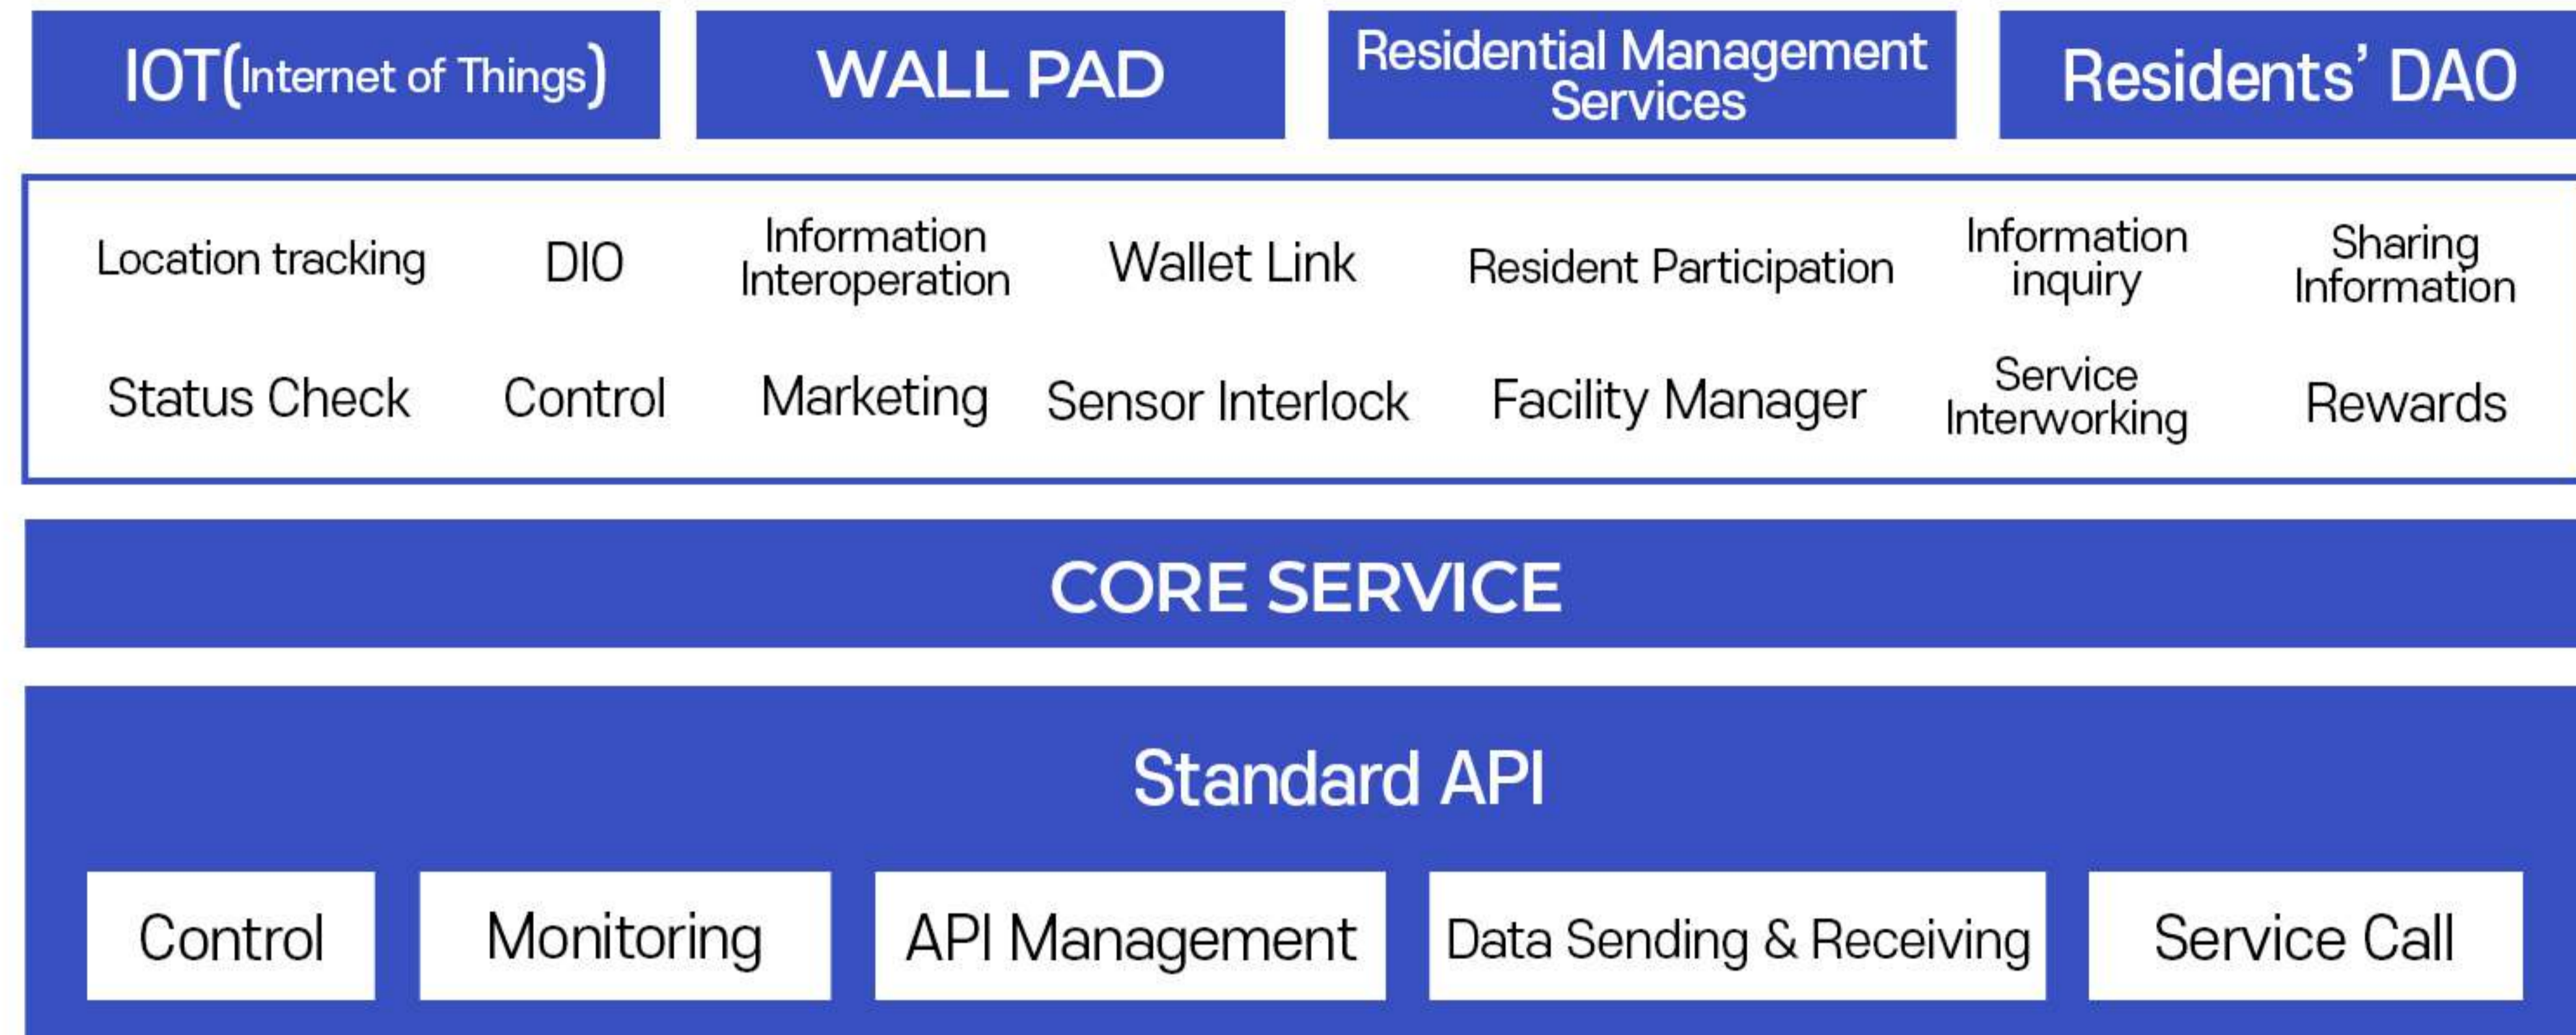 IOT(Internet of Things)
WALL PAD
Residential Management
Services
Residents' DAO
Location tracking
DIO
Information
Interoperation
Wallet Link
Resident Participation
Information
inquiry
Sharing
Information
Status Check
Control
Marketing
Sensor Interlock
Facility Manager
Service
Interworking
Rewards
CORE SERVICE
Standard API
Control
Monitoring
API Management
Data Sending & Receiving
Service Call